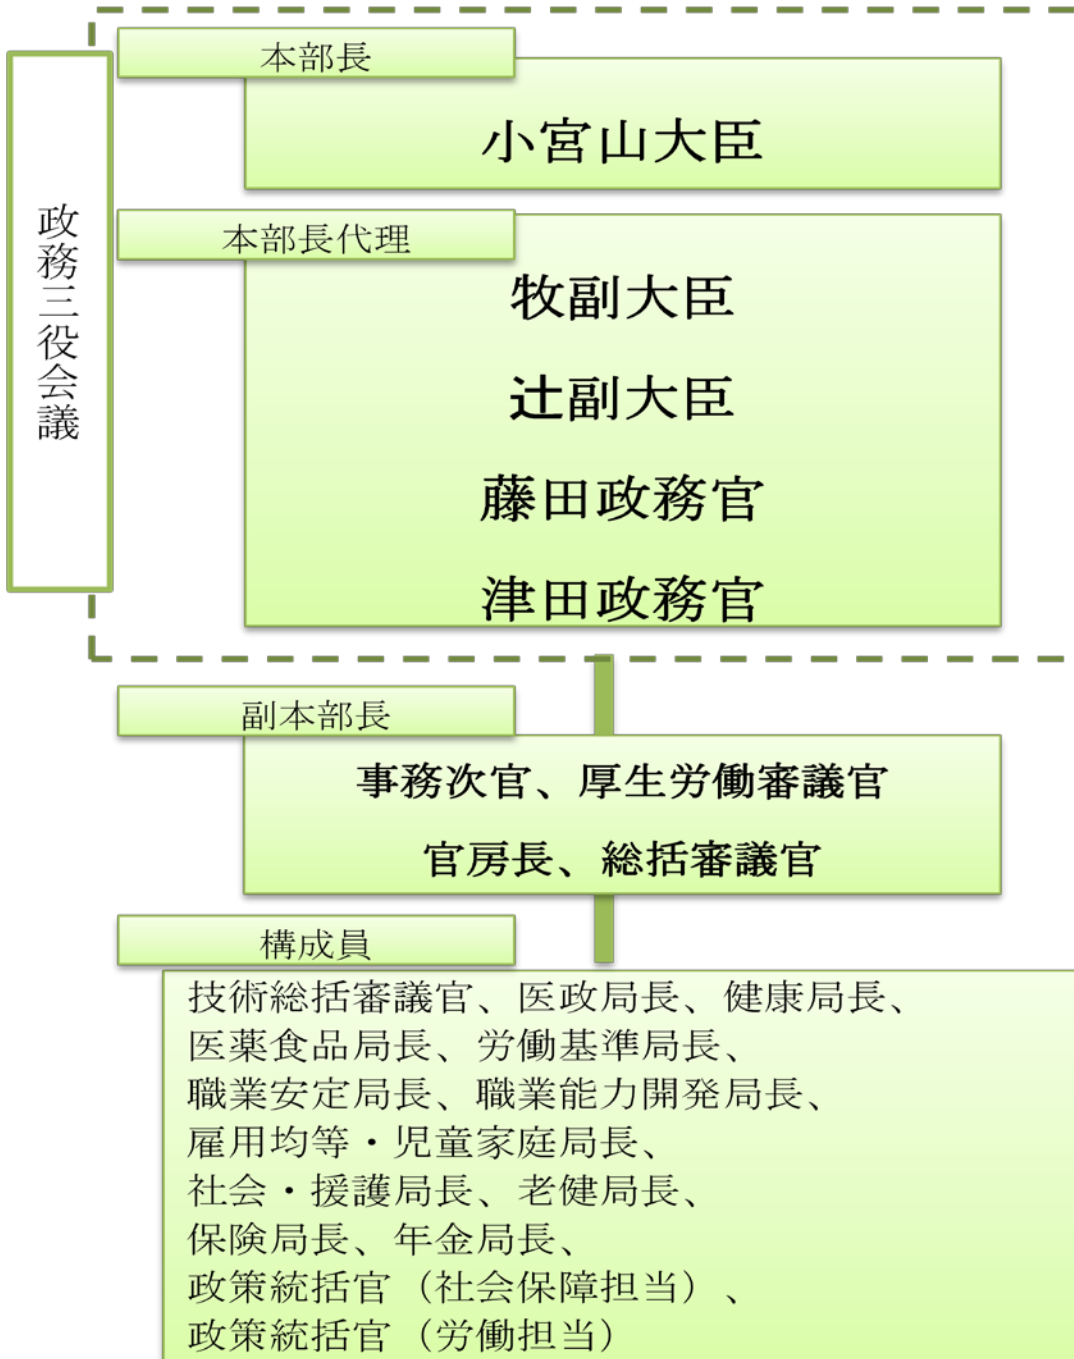 政務三役会議
本部長
小宮山大臣
本部長代理
牧副大臣
辻副大臣
藤田政務官
津田政務官
副本部長
事務次官、厚生労働審議官
官房長、総括審議官
構成員
技術総括審議官、医政局長、健康局長、
医薬食品局長、労働基準局長、
職業安定局長、職業能力開発局長、
雇用均等・児童家庭局長、
社会・援護局長、老健局長、
保険局長、年金局長、
政策統括官（社会保障担当）、
政策統括官（労働担当）